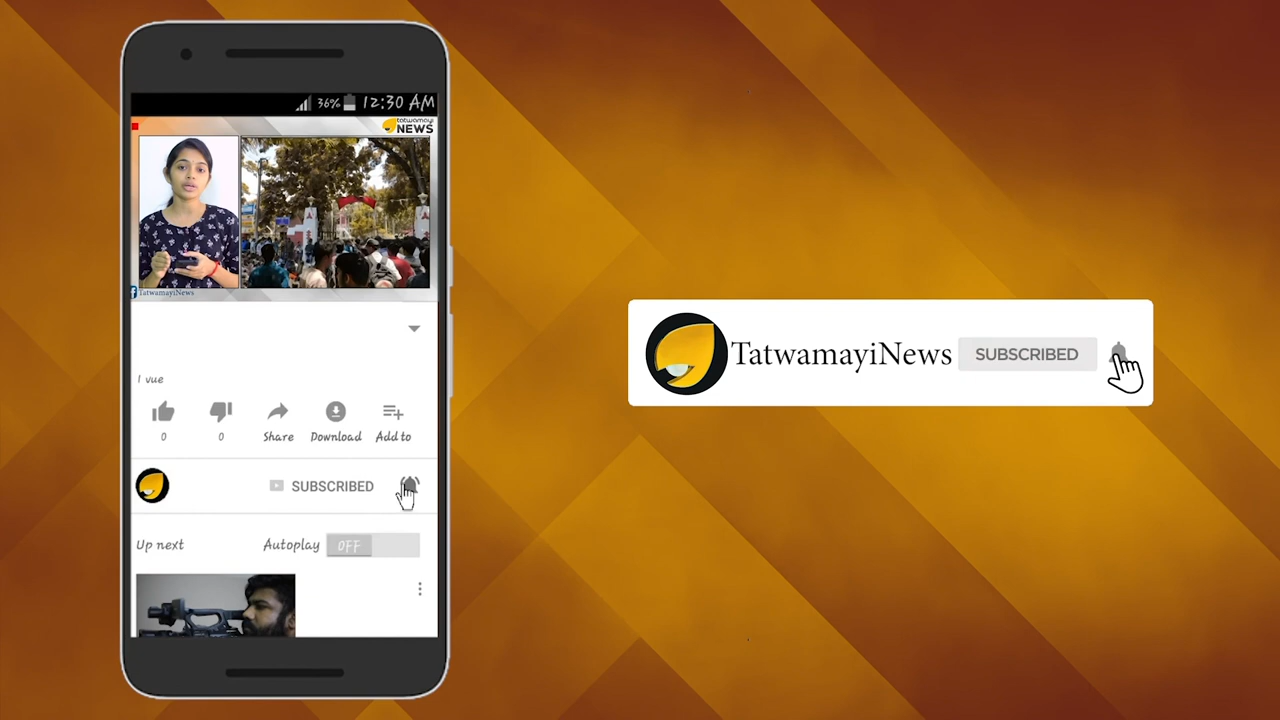 36% 12:30 AM
tatwamayi
NEWS
TatwamayiNews
1 vue
0 0 Share Download Add to
SUBSCRIBED
Up next Autoplay OFF
TatwamayiNews SUBSCRIBED